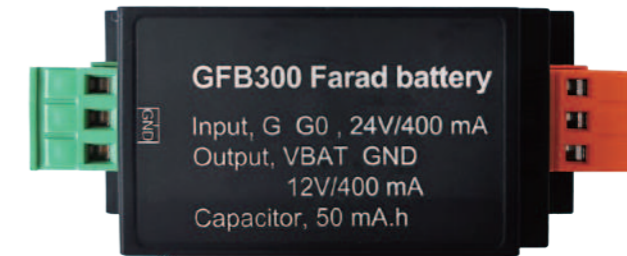 GFB300 Farad battery
GND
Input, G G0 , 24V/400 mA
Output, VBAT GND
12V/400 mA
Capacitor, 50 mA.h